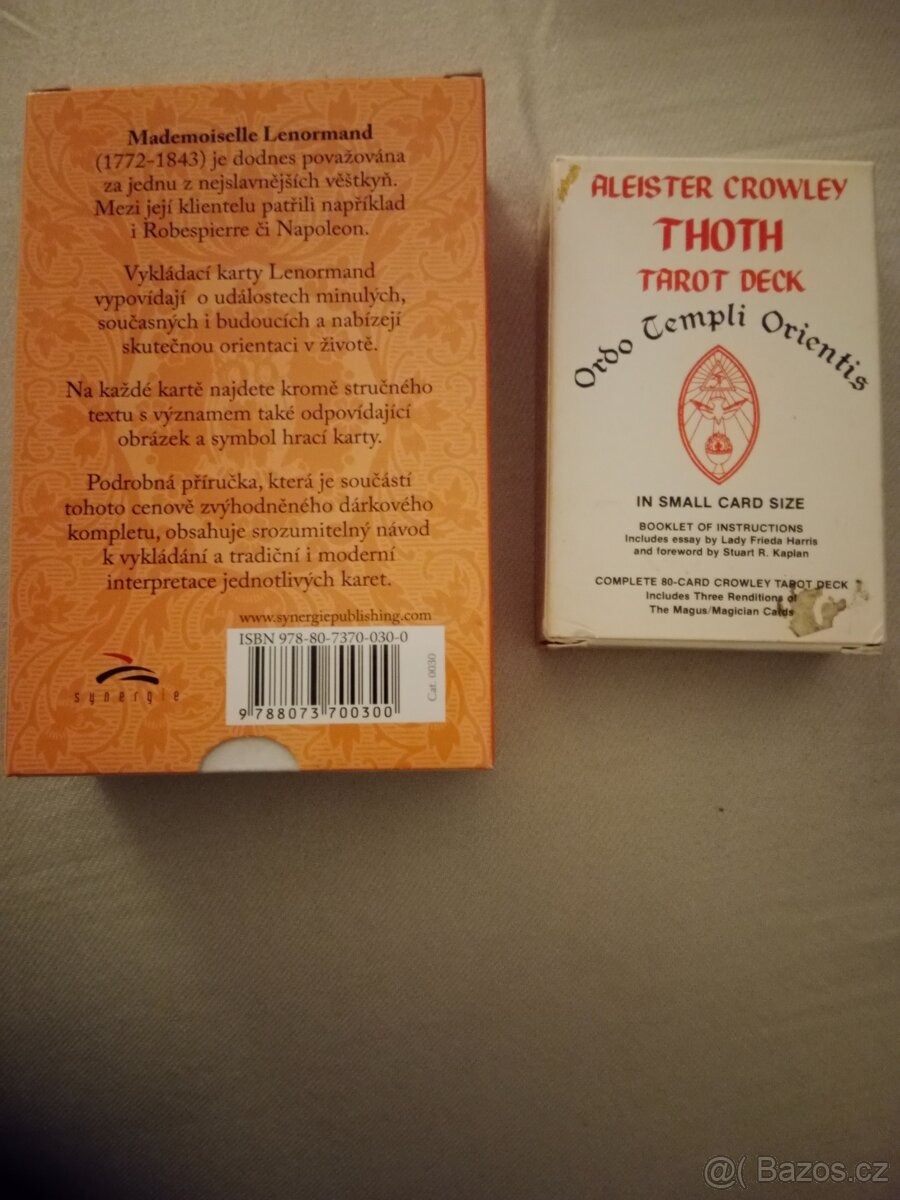 Mademoiselle Lenormand
(1772-1843) je dodnes považována
za jednu z nejslavnějších věštkyň.
Mezi její klientelu patřili například
i Robespierre či Napoleon.
Vykládací karty Lenormand
vypovídají o událostech minulých,
současných i budoucích a nabízejí
skutečnou orientaci v životě.
Na každé kartě najdete kromě stručného
textu s významem také odpovídající
obrázek a symbol hrací karty.
Podrobná příručka, která je součástí
tohoto cenově zvýhodněného dárkového
kompletu, obsahuje srozumitelný návod
k vykládání a tradiční i moderní
interpretace jednotlivých karet.
www.synergiepublishing.com
ISBN 978-80-7370-030-0
9 788073 700300
Cat. 0030
synergie
ALEISTER CROWLEY
THOTH
TAROT DECK
Ordo Templi Orientis
IN SMALL CARD SIZE
BOOKLET OF INSTRUCTIONS
Includes essay by Lady Frieda Harris
and foreword by Stuart R. Kaplan
COMPLETE 80-CARD CROWLEY TAROT DECK
Includes Three Renditions of
The Magus/Magician Cards
@( Bazos.cz